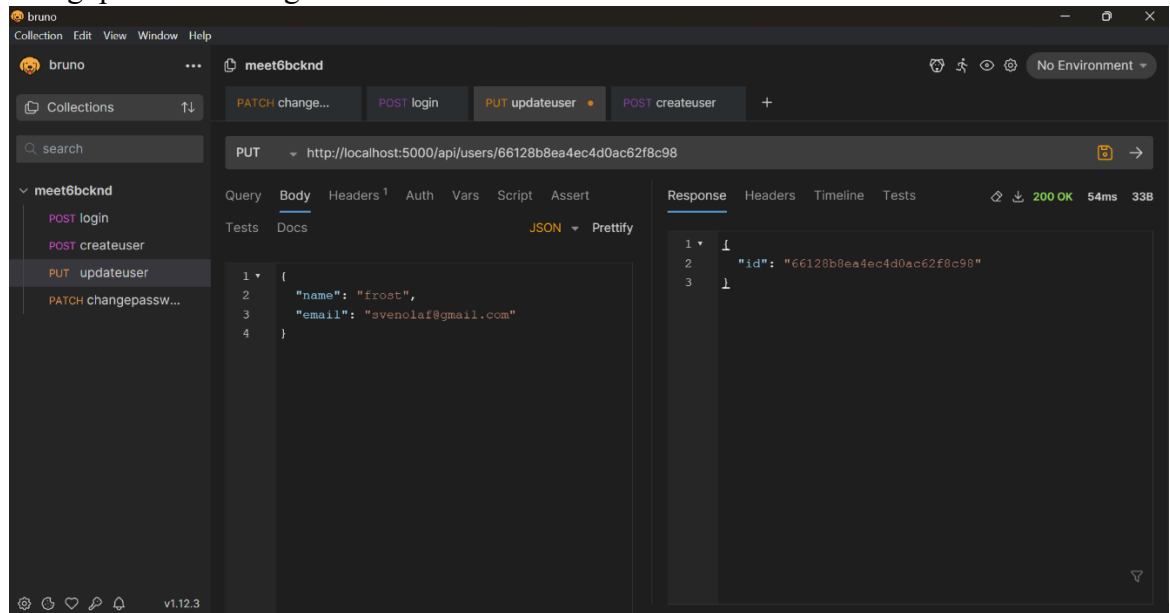 bruno
Collection Edit View Window Help
bruno
meet6bcknd
No Environment
Collections
PATCH change...
POST login
PUT updateuser
POST createuser
+
search
PUT
http://localhost:5000/api/users/66128b8ea4ec4d0ac62f8c98
meet6bcknd
POST login
POST createuser
PUT updateuser
PATCH changepassw...
Query Body Headers 1 Auth Vars Script Assert
Tests Docs
JSON Prettify
1 {
2 "name": "frost",
3 "email": "svenolaf@gmail.com"
4 }
Response Headers Timeline Tests
200 OK 54ms 33B
1 {
2 "id": "66128b8ea4ec4d0ac62f8c98"
3 }
v1.12.3